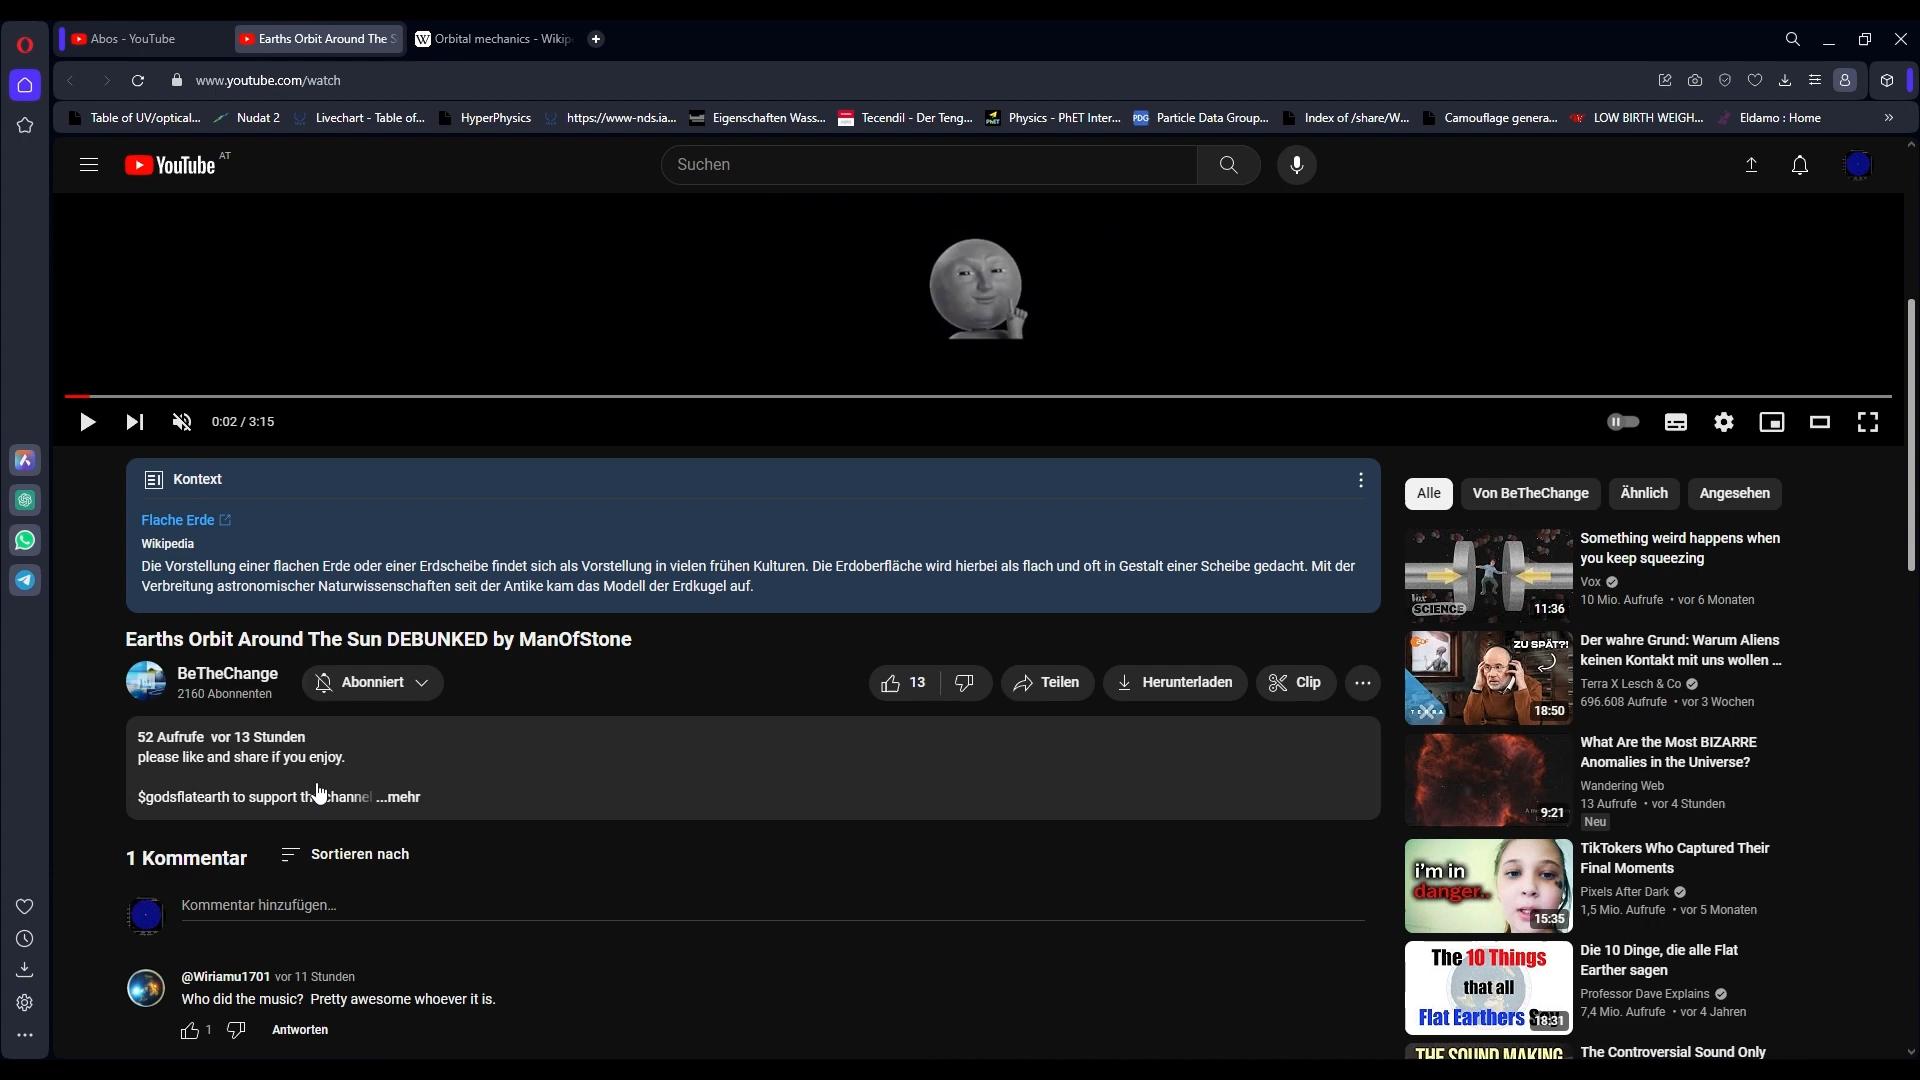 Abos - YouTube
Earths Orbit Around The S
Orbital mechanics - Wikip
www.youtube.com/watch
Table of UV/optical...
Nudat 2
Livechart - Table of...
HyperPhysics
https://www-nds.ia...
Eigenschaften Wass...
Tecendil - Der Teng...
Physics - PhET Inter...
PDG Particle Data Group...
Index of /share/W...
Camouflage genera...
LOW BIRTH WEIGH...
Eldamo : Home
YouTube AT
Suchen
0:02 / 3:15
Kontext
Flache Erde
Wikipedia
Die Vorstellung einer flachen Erde oder einer Erdscheibe findet sich als Vorstellung in vielen frühen Kulturen. Die Erdoberfläche wird hierbei als flach und oft in Gestalt einer Scheibe gedacht. Mit der
Verbreitung astronomischer Naturwissenschaften seit der Antike kam das Modell der Erdkugel auf.
Earths Orbit Around The Sun DEBUNKED by ManOfStone
BeTheChange
2160 Abonnenten
Abonniert
13
Teilen
Herunterladen
Clip
52 Aufrufe vor 13 Stunden
please like and share if you enjoy.
$godsflatearth to support channel ...mehr
1 Kommentar
Sortieren nach
Kommentar hinzufügen...
@Wiriamu1701 vor 11 Stunden
Who did the music? Pretty awesome whoever it is.
1
Antworten
Alle
Von BeTheChange
Ähnlich
Angesehen
Vox
SCIENCE
11:36
Something weird happens when
you keep squeezing
Vox
10 Mio. Aufrufe • vor 6 Monaten
ZDF
ZU SPÄT?!
TERRA
18:50
Der wahre Grund: Warum Aliens
keinen Kontakt mit uns wollen ...
Terra X Lesch & Co
696.608 Aufrufe • vor 3 Wochen
9:21
What Are the Most BIZARRE
Anomalies in the Universe?
Wandering Web
13 Aufrufe • vor 4 Stunden
Neu
i'm in
danger..
15:35
TikTokers Who Captured Their
Final Moments
Pixels After Dark
1,5 Mio. Aufrufe • vor 5 Monaten
The 10 Things
that all
Flat Earthers
18:31
Die 10 Dinge, die alle Flat
Earther sagen
Professor Dave Explains
7,4 Mio. Aufrufe • vor 4 Jahren
THE SOUND MAKING
The Controversial Sound Only